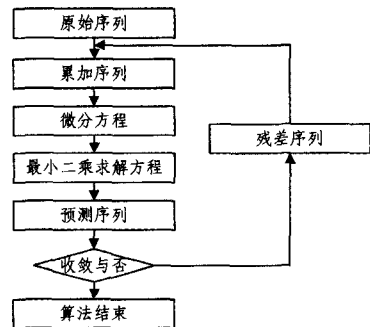 原始序列
累加序列
微分方程
残差序列
最小二乘求解方程
预测序列
收敛与否
算法结束